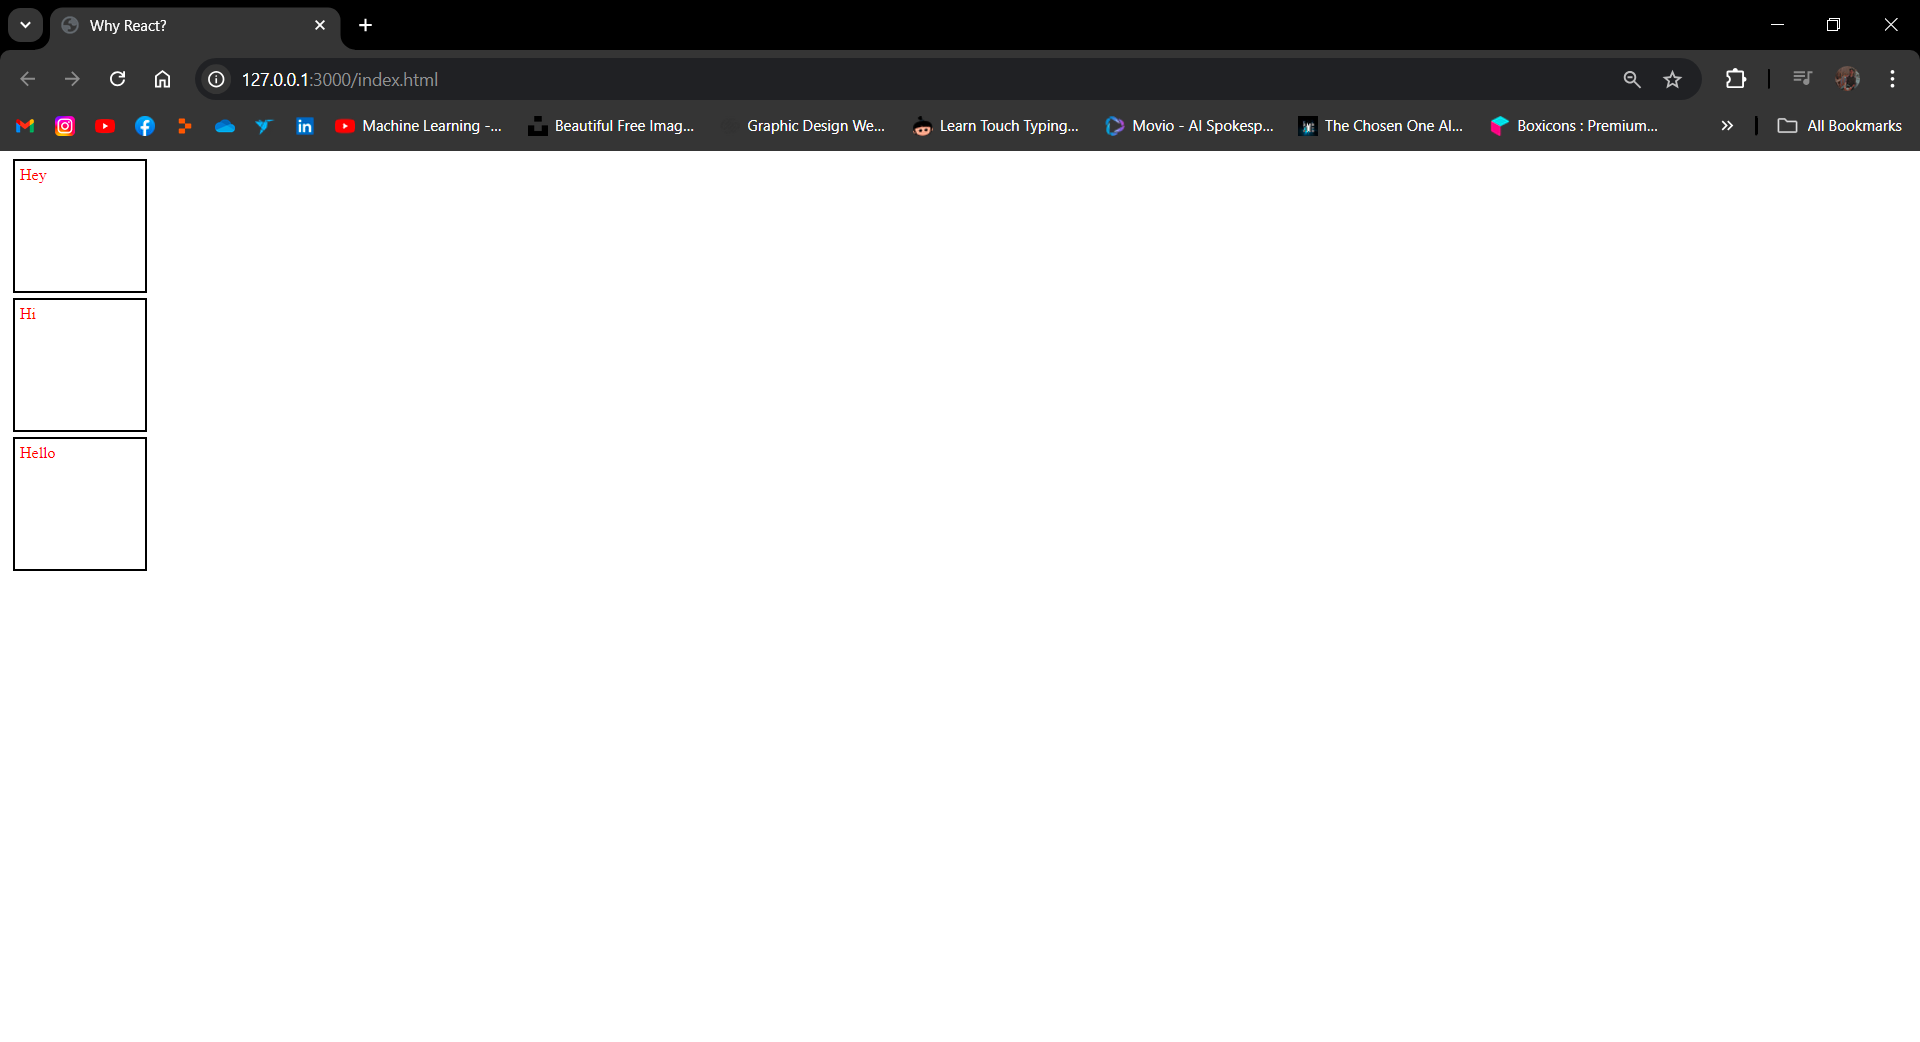 Why React?
127.0.0.1:3000/index.html
Machine Learning -...
Beautiful Free Imag...
Graphic Design We...
Learn Touch Typing...
Movio - AI Spokesp...
The Chosen One AI...
Boxicons : Premium...
All Bookmarks
Hey
Hi
Hello